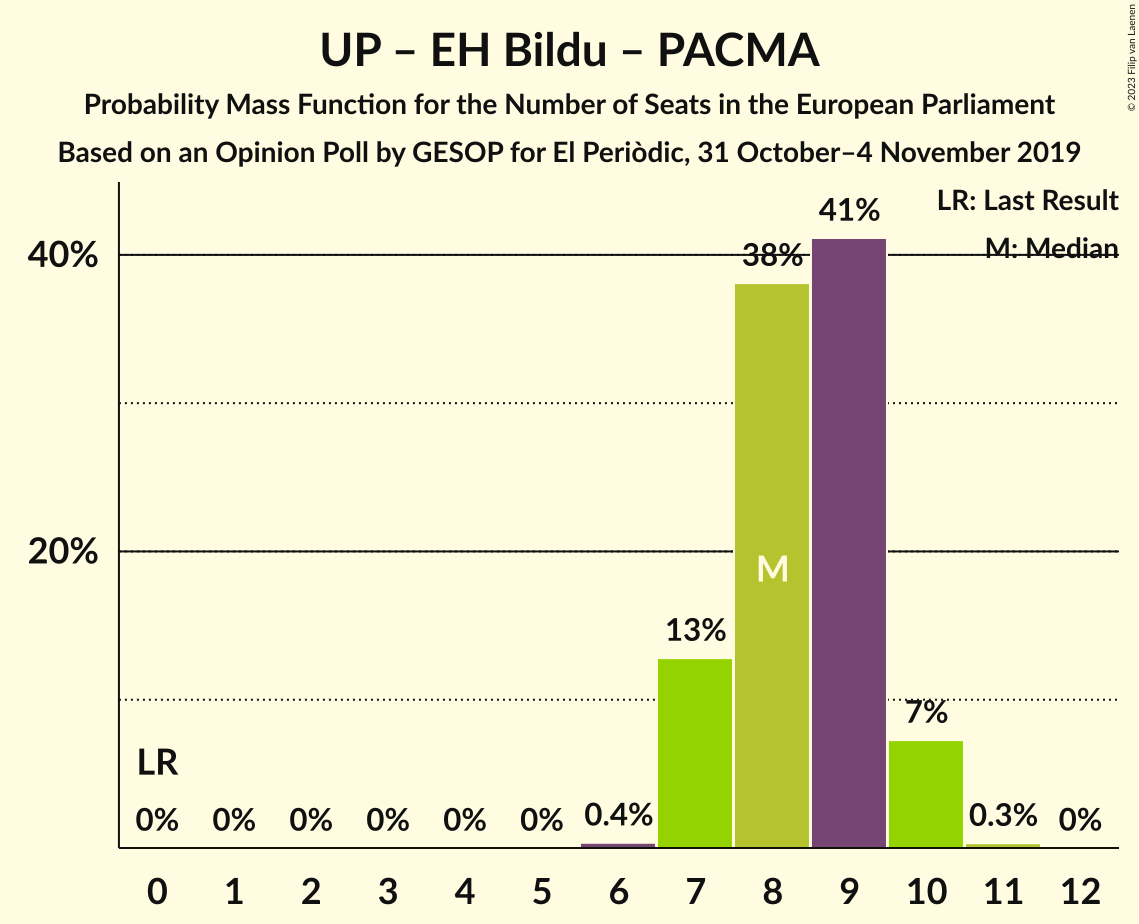 UP – EH Bildu – PACMA
Probability Mass Function for the Number of Seats in the European Parliament
Based on an Opinion Poll by GESOP for El Periòdic, 31 October–4 November 2019
© 2023 Filip van Laenen
LR: Last Result
M: Median
40%
20%
LR
M
0%
0%
0%
0%
0%
0%
0.4%
13%
38%
41%
7%
0.3%
0%
0 1 2 3 4 5 6 7 8 9 10 11 12